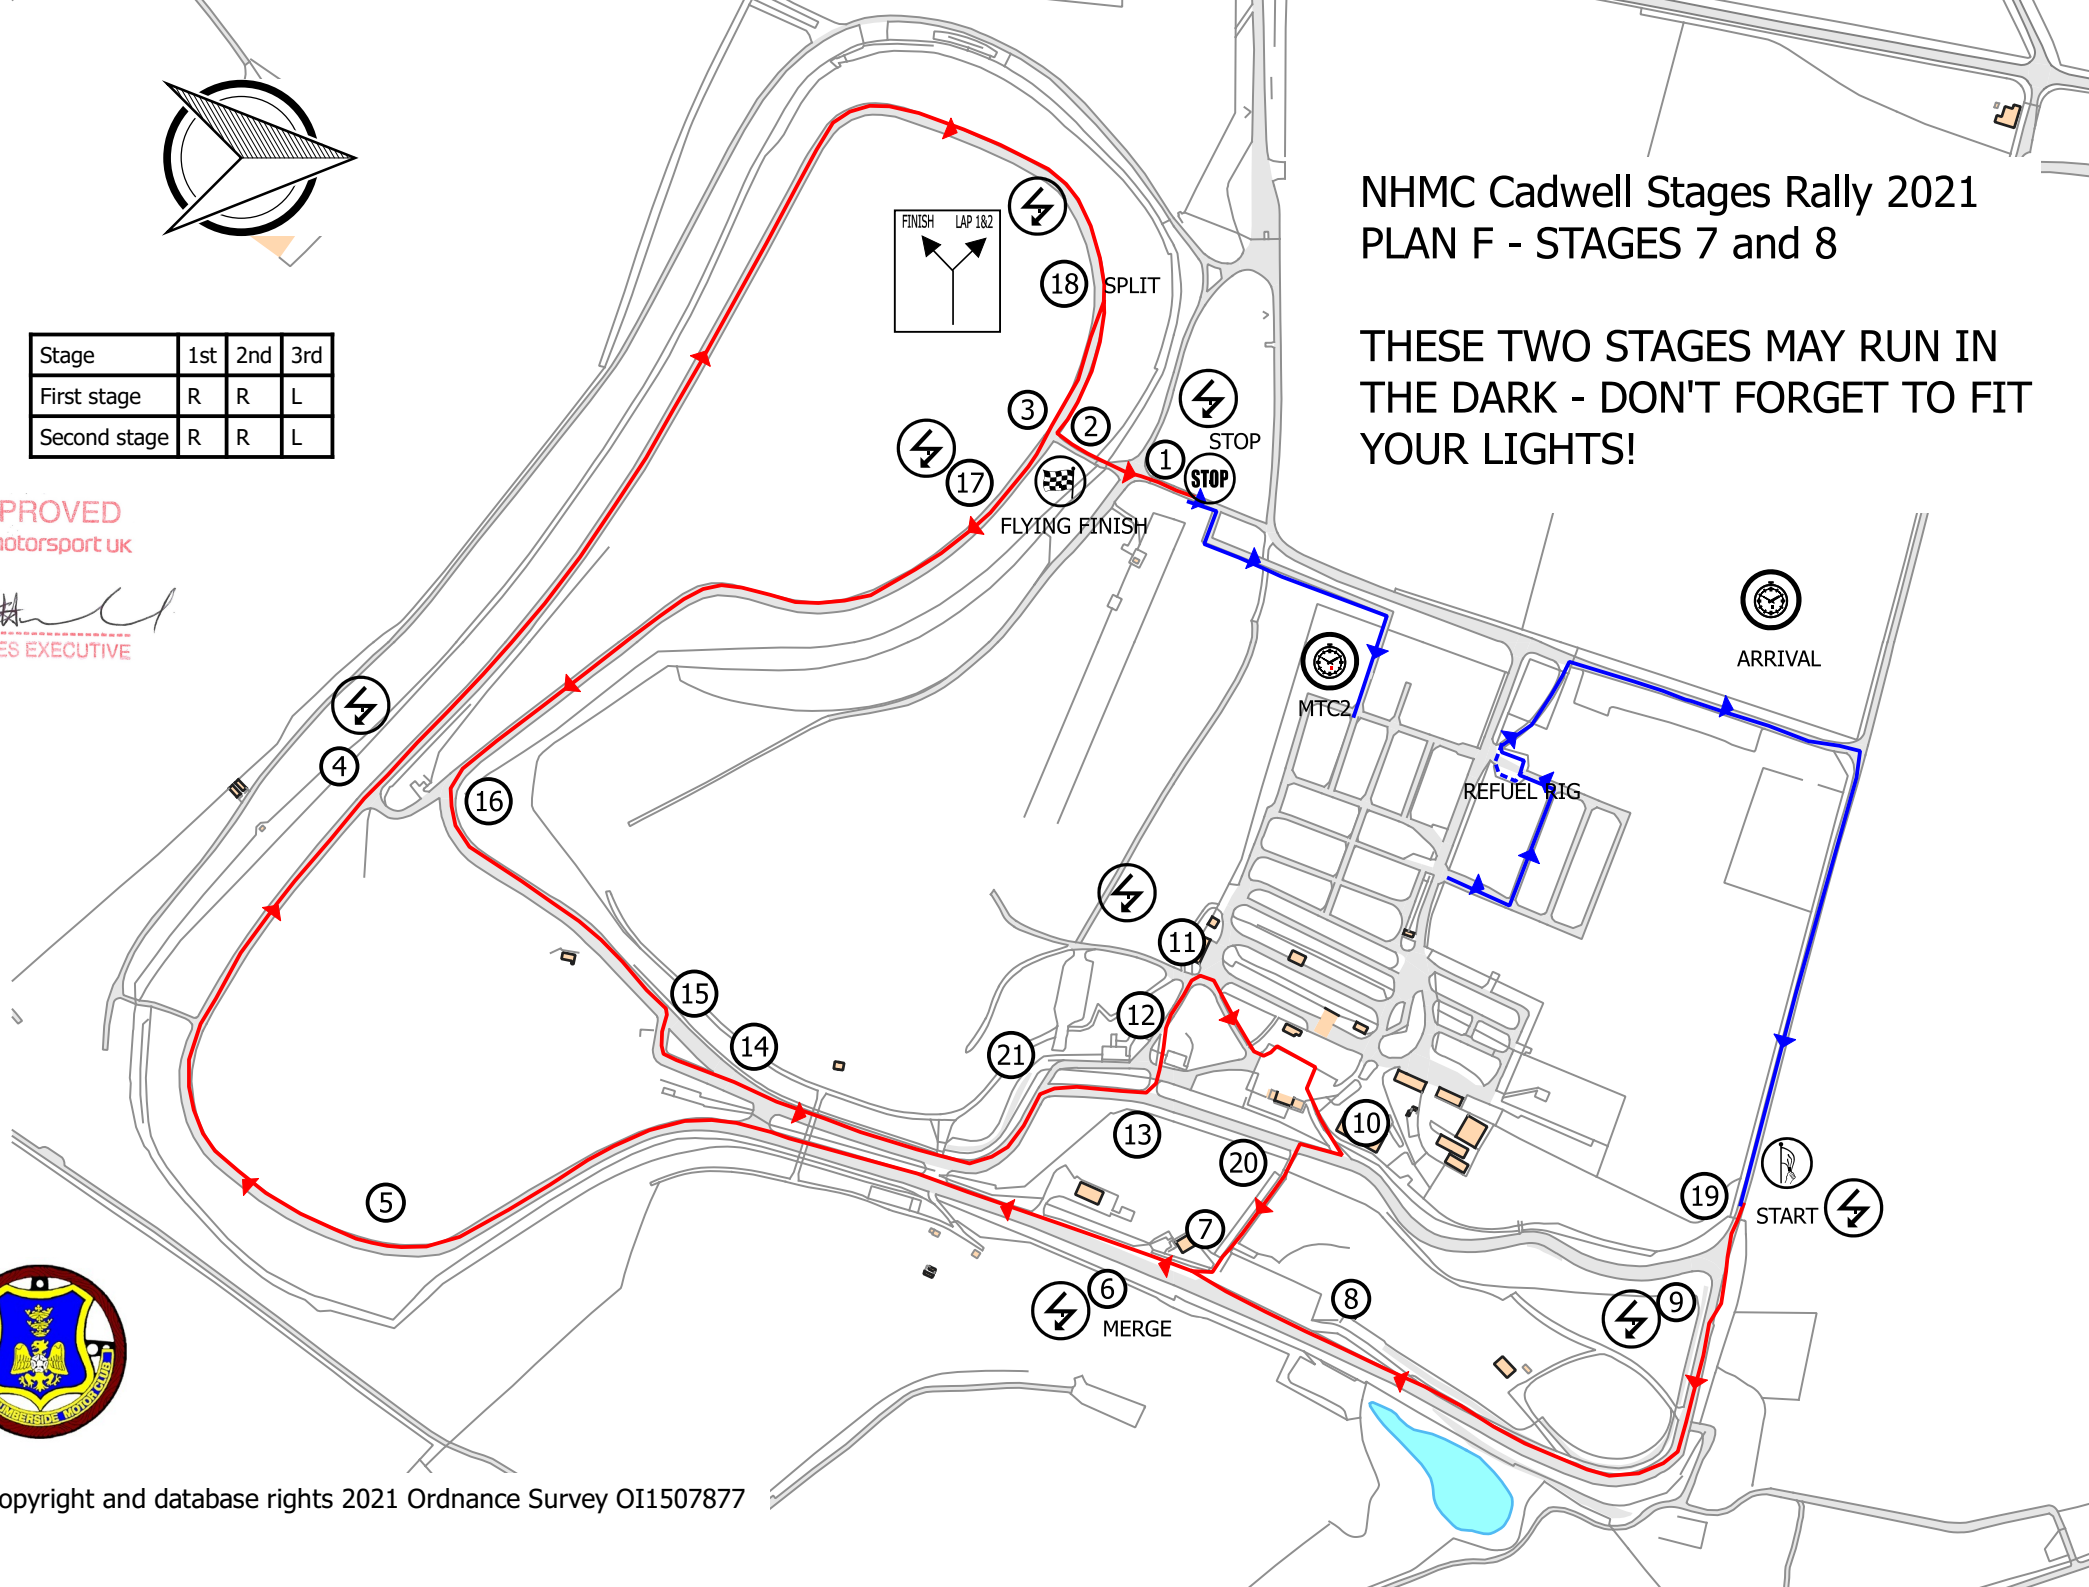 NHMC Cadwell Stages Rally 2021
PLAN F - STAGES 7 and 8
THESE TWO STAGES MAY RUN IN
THE DARK - DON'T FORGET TO FIT
YOUR LIGHTS!
FINISH LAP 1&2
18 SPLIT
Stage 1st 2nd 3rd
First stage R R L
Second stage R R L
3
2
1
STOP
STOP
17
FLYING FINISH
PROVED
motorsport UK
ES EXECUTIVE
ARRIVAL
MTC2
4
16
REFUEL RIG
11
15
12
14
21
10
13
20
19
START
5
7
6
MERGE
8
9
UMBERSIDE MOTOR CLUB
opyright and database rights 2021 Ordnance Survey OI1507877